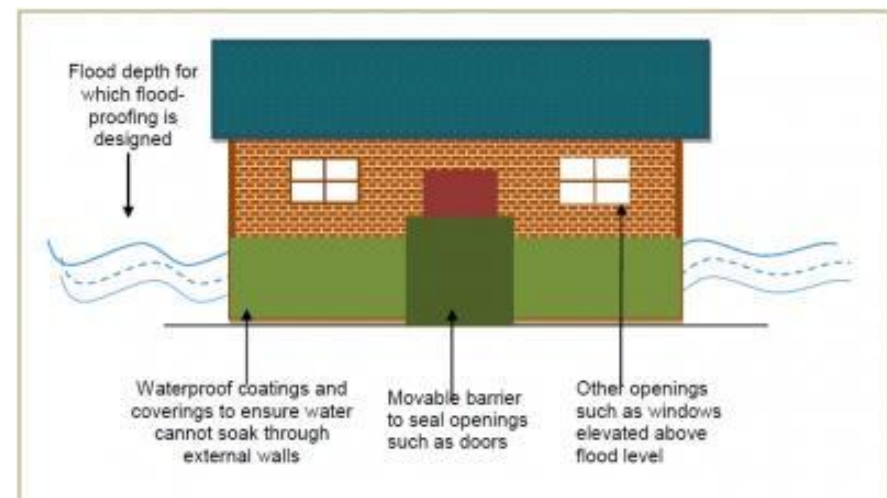 Flood depth for
which flood-
proofing is
designed
Waterproof coatings and
coverings to ensure water
cannot soak through
external walls
Movable barrier
to seal openings
such as doors
Other openings
such as windows
elevated above
flood level